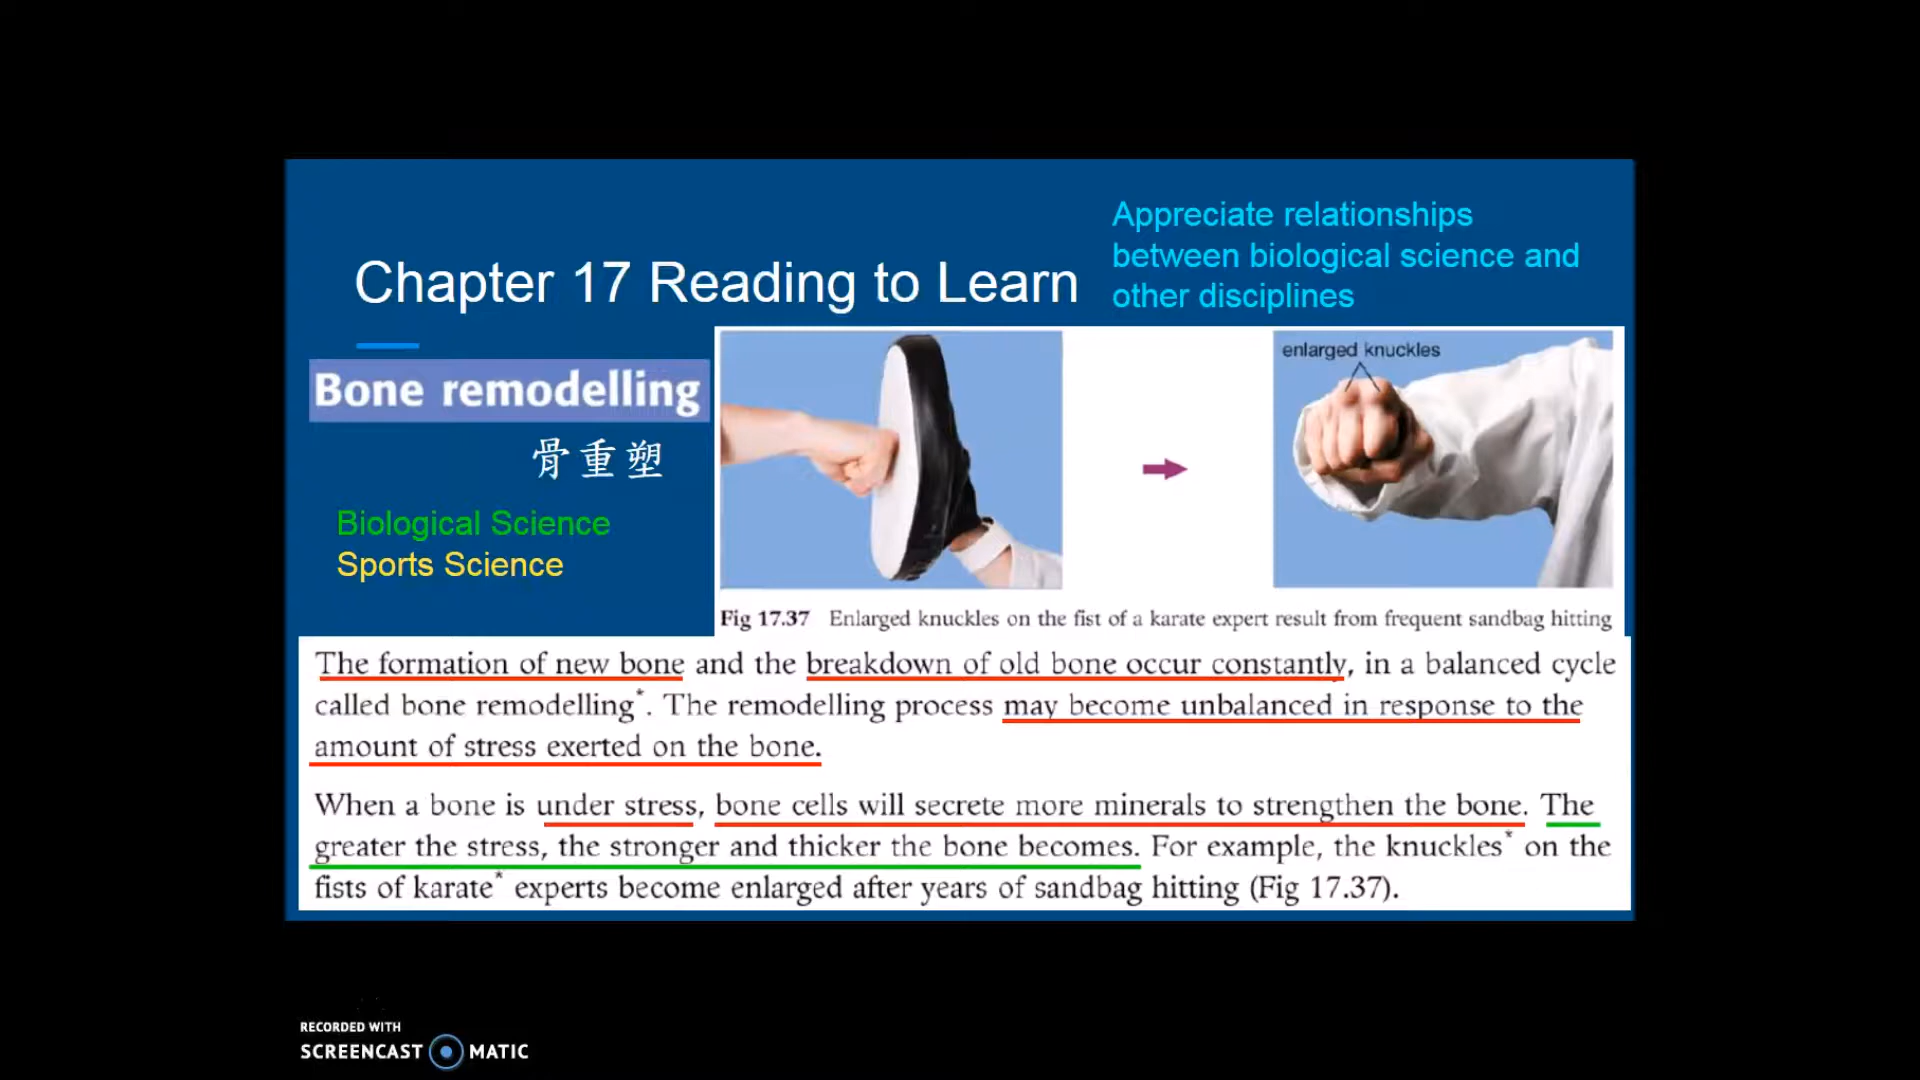 Appreciate relationships
between biological science and
other disciplines
Chapter 17 Reading to Learn
Bone remodelling
骨重塑
Biological Science
Sports Science
enlarged knuckles
Fig 17.37 Enlarged knuckles on the fist of a karate expert result from frequent sandbag hitting
The formation of new bone and the breakdown of old bone occur constantly, in a balanced cycle
called bone remodelling*. The remodelling process may become unbalanced in response to the
amount of stress exerted on the bone.
When a bone is under stress, bone cells will secrete more minerals to strengthen the bone. The
greater the stress, the stronger and thicker the bone becomes. For example, the knuckles* on the
fists of karate* experts become enlarged after years of sandbag hitting (Fig 17.37).
RECORDED WITH
SCREENCAST MATIC